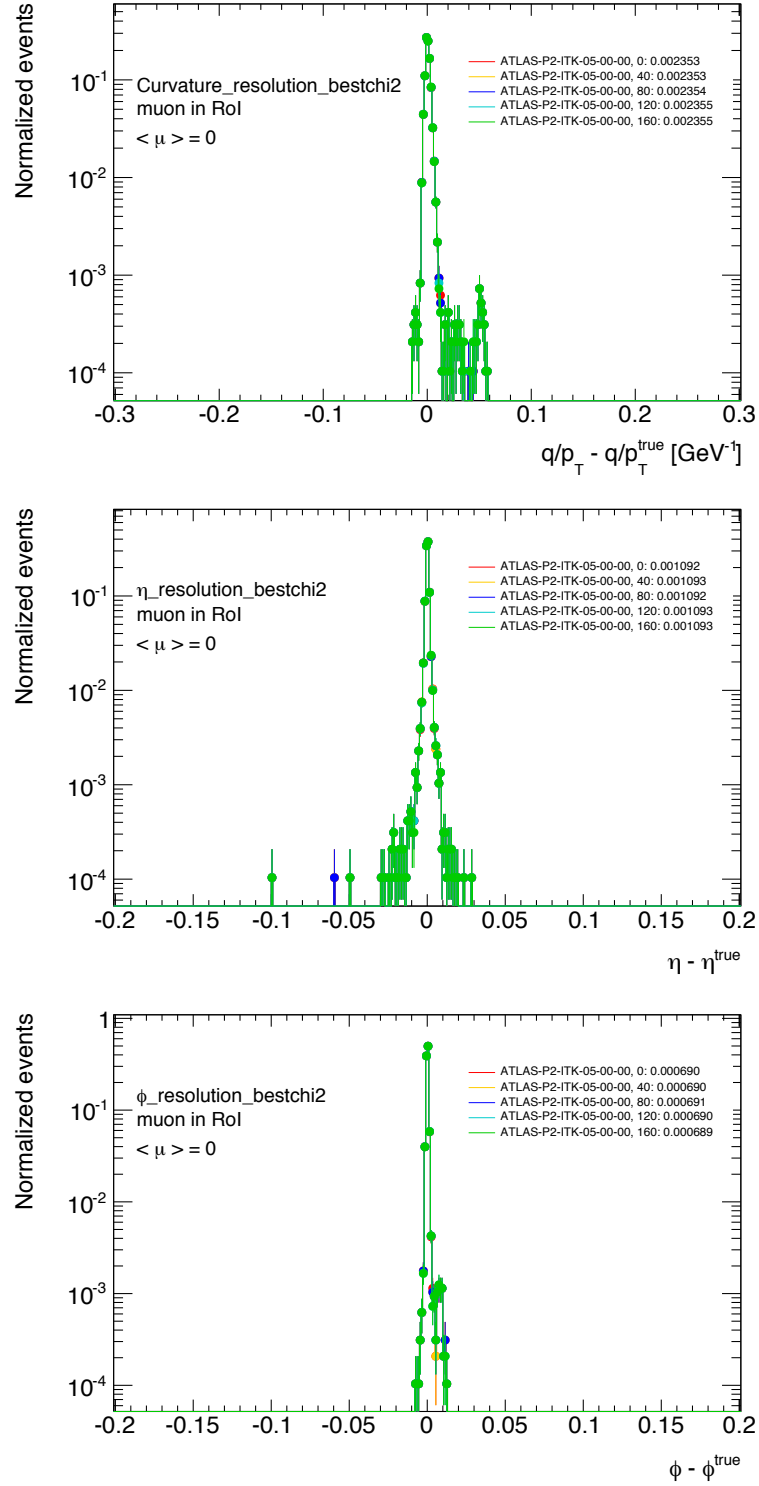 Normalized events
10⁻¹
10⁻²
10⁻³
10⁻⁴
Curvature_resolution_bestchi2
muon in RoI
< μ > = 0
ATLAS-P2-ITK-05-00-00, 0: 0.002353
ATLAS-P2-ITK-05-00-00, 40: 0.002353
ATLAS-P2-ITK-05-00-00, 80: 0.002354
ATLAS-P2-ITK-05-00-00, 120: 0.002355
ATLAS-P2-ITK-05-00-00, 160: 0.002355
-0.3 -0.2 -0.1 0 0.1 0.2 0.3
q/p_T - q/p_T^true [GeV⁻¹]
Normalized events
10⁻¹
10⁻²
10⁻³
10⁻⁴
η_resolution_bestchi2
muon in RoI
< μ > = 0
ATLAS-P2-ITK-05-00-00, 0: 0.001092
ATLAS-P2-ITK-05-00-00, 40: 0.001093
ATLAS-P2-ITK-05-00-00, 80: 0.001092
ATLAS-P2-ITK-05-00-00, 120: 0.001093
ATLAS-P2-ITK-05-00-00, 160: 0.001093
-0.2 -0.15 -0.1 -0.05 0 0.05 0.1 0.15 0.2
η - η^true
Normalized events
1
10⁻¹
10⁻²
10⁻³
10⁻⁴
ϕ_resolution_bestchi2
muon in RoI
< μ > = 0
ATLAS-P2-ITK-05-00-00, 0: 0.000690
ATLAS-P2-ITK-05-00-00, 40: 0.000690
ATLAS-P2-ITK-05-00-00, 80: 0.000691
ATLAS-P2-ITK-05-00-00, 120: 0.000690
ATLAS-P2-ITK-05-00-00, 160: 0.000689
-0.2 -0.15 -0.1 -0.05 0 0.05 0.1 0.15 0.2
ϕ - ϕ^true